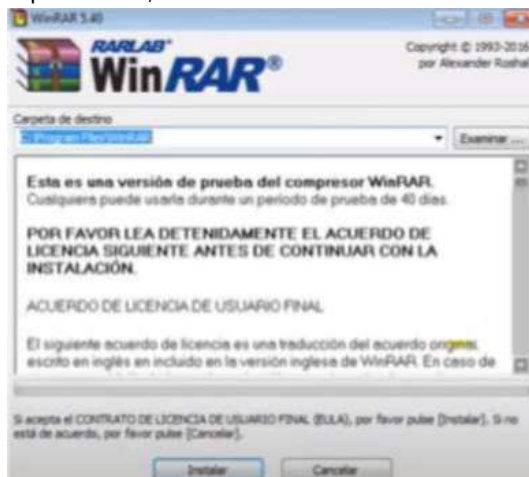 WinRAR 5.40
RARLAB®
WinRAR®
Copyright © 1993-2016
por Alexander Roshal
Carpeta de destino
C:\Program Files\WinRAR
Examinar ...
Esta es una versión de prueba del compresor WinRAR.
Cualquiera puede usarla durante un período de prueba de 40 días.
POR FAVOR LEA DETENIDAMENTE EL ACUERDO DE
LICENCIA SIGUIENTE ANTES DE CONTINUAR CON LA
INSTALACIÓN.
ACUERDO DE LICENCIA DE USUARIO FINAL
El siguiente acuerdo de licencia es una traducción del acuerdo original,
escrito en inglés en incluido en la versión inglesa de WinRAR. En caso de
Si acepta el CONTRATO DE LICENCIA DE USUARIO FINAL (EULA), por favor pulse [Instalar]. Si no
está de acuerdo, por favor pulse [Cancelar].
Instalar
Cancelar